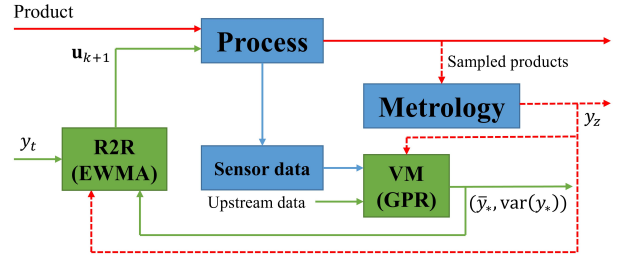 Product
𝐮ₖ₊₁
Process
Sampled products
Metrology
y_z
y_t
R2R
(EWMA)
Sensor data
VM
(GPR)
Upstream data
(ȳ_*, var(y_*))